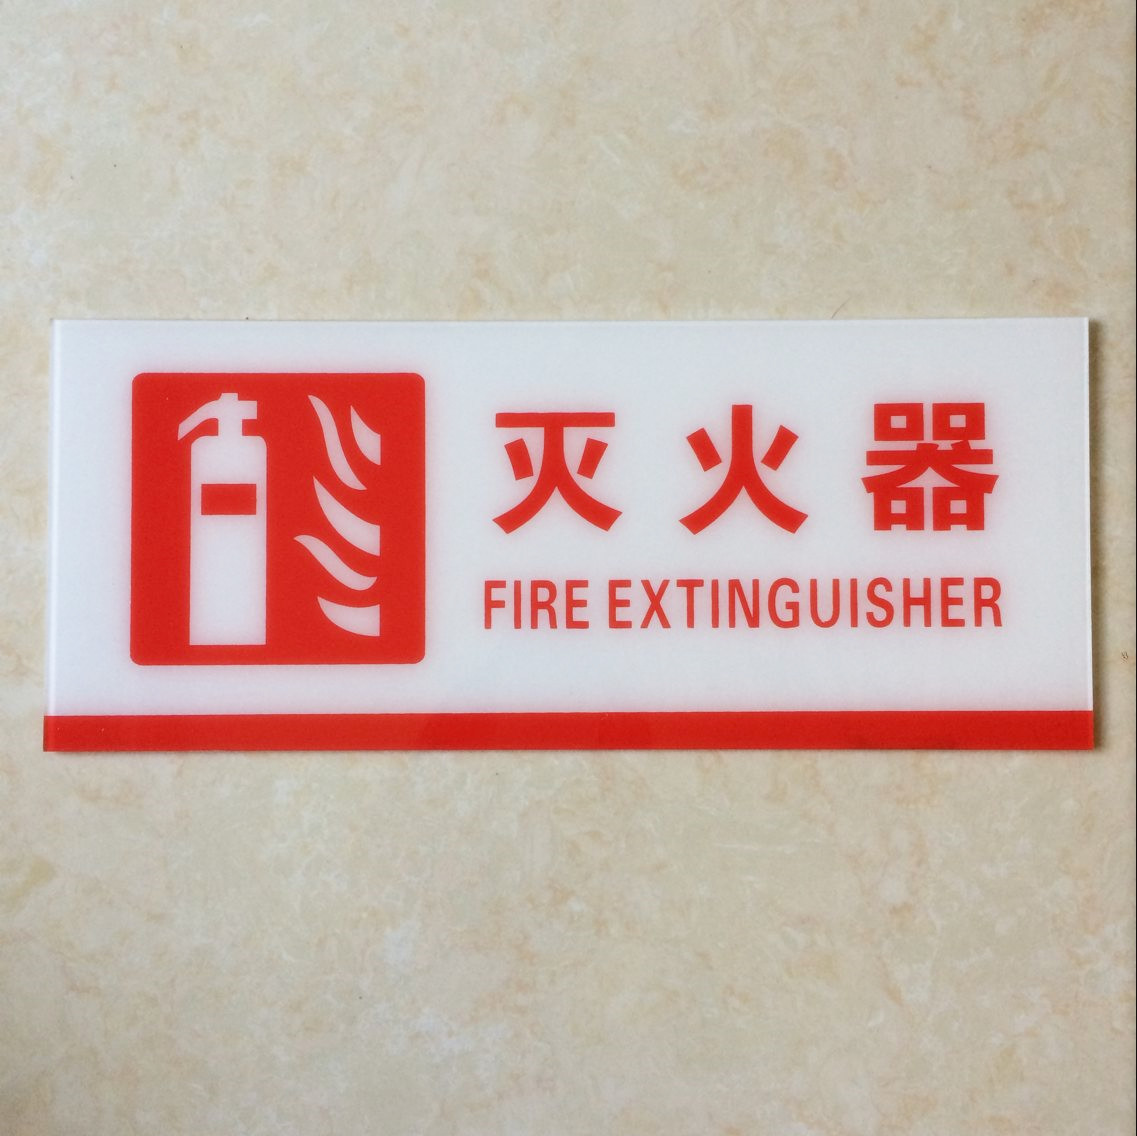 灭火器
FIRE EXTINGUISHER